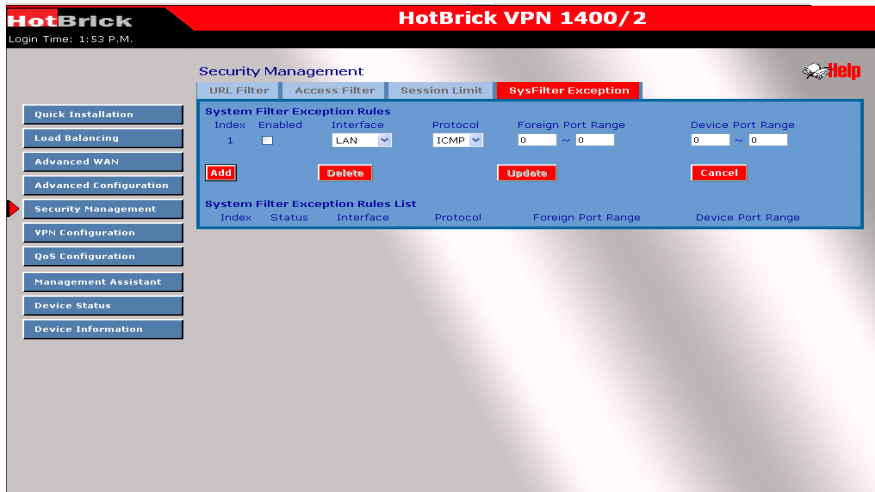 HotBrick
HotBrick VPN 1400/2
Login Time: 1:53 P.M.
Security Management
Help
URL Filter Access Filter Session Limit SysFilter Exception
Quick Installation
Load Balancing
Advanced WAN
Advanced Configuration
Security Management
VPN Configuration
QoS Configuration
Management Assistant
Device Status
Device Information
System Filter Exception Rules
Index Enabled Interface Protocol Foreign Port Range Device Port Range
1 LAN ICMP 0 ~ 0 0 ~ 0
Add Delete Update Cancel
System Filter Exception Rules List
Index Status Interface Protocol Foreign Port Range Device Port Range